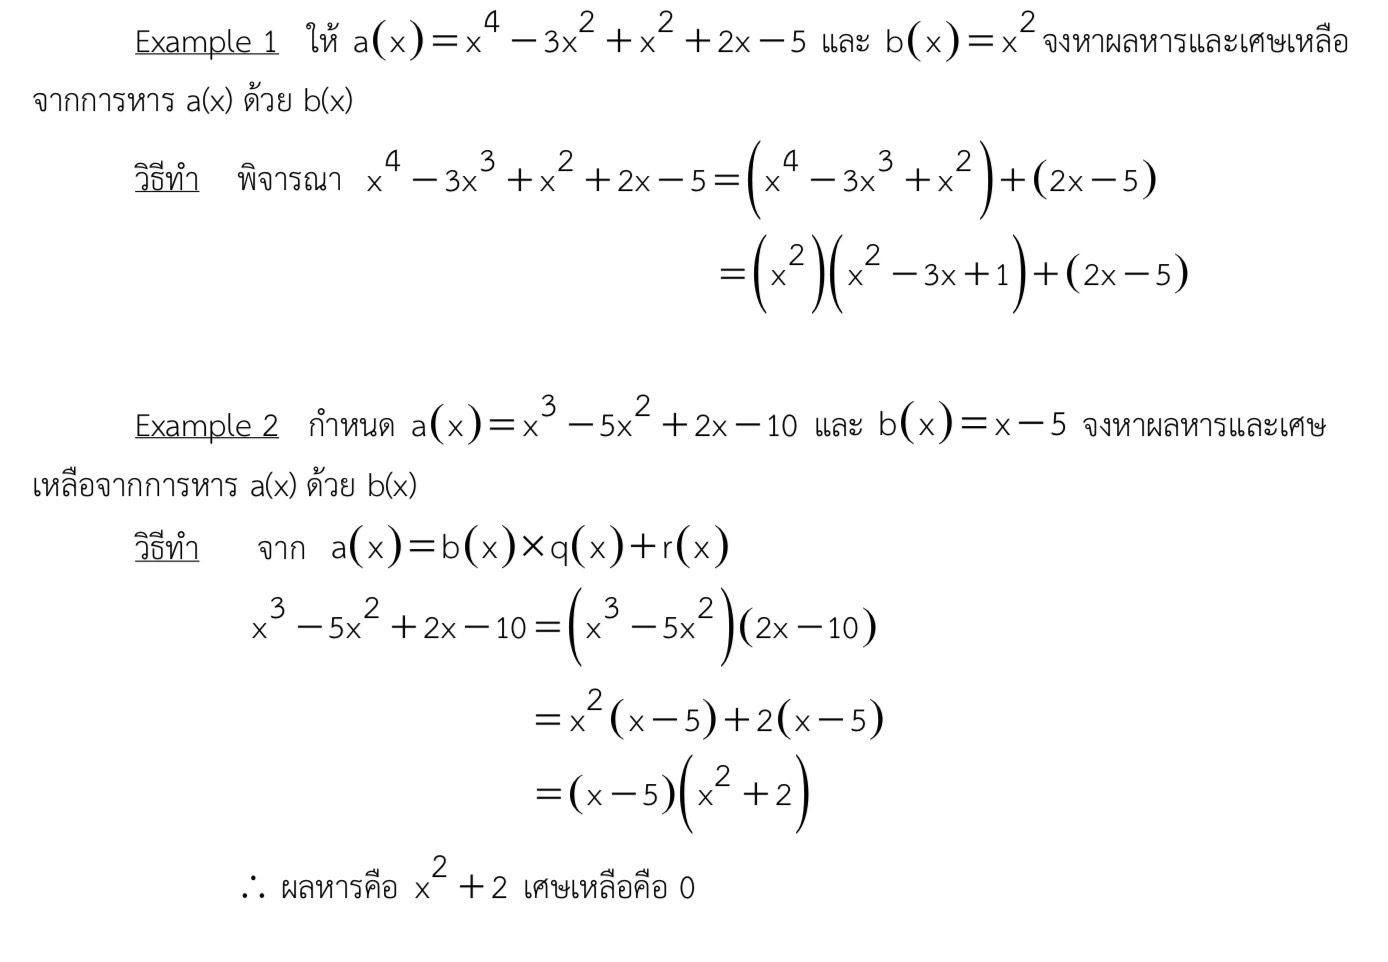 Example 1 ให้ a(x) = x⁴ − 3x² + x² + 2x − 5 และ b(x) = x² จงหาผลหารและเศษเหลือ
จากการหาร a(x) ด้วย b(x)
วิธีทำ พิจารณา x⁴ − 3x³ + x² + 2x − 5 = (x⁴ − 3x³ + x²) + (2x − 5)
= (x²)(x² − 3x + 1) + (2x − 5)
Example 2 กำหนด a(x) = x³ − 5x² + 2x − 10 และ b(x) = x − 5 จงหาผลหารและเศษ
เหลือจากการหาร a(x) ด้วย b(x)
วิธีทำ จาก a(x) = b(x) × q(x) + r(x)
x³ − 5x² + 2x − 10 = (x³ − 5x²)(2x − 10)
= x²(x − 5) + 2(x − 5)
= (x − 5)(x² + 2)
∴ ผลหารคือ x² + 2 เศษเหลือคือ 0